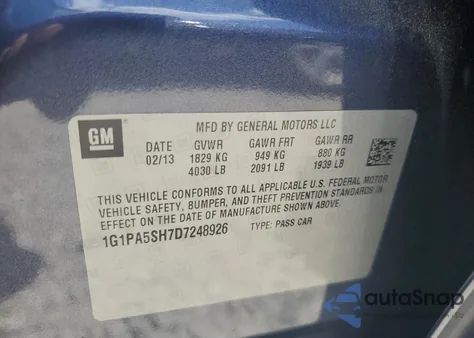 GM
MFD BY GENERAL MOTORS LLC
DATE GVWR GAWR FRT GAWR RR
02/13 1829 KG 949 KG 880 KG
4030 LB 2091 LB 1939 LB
THIS VEHICLE CONFORMS TO ALL APPLICABLE U.S. FEDERAL MOTOR
VEHICLE SAFETY, BUMPER, AND THEFT PREVENTION STANDARDS IN
EFFECT ON THE DATE OF MANUFACTURE SHOWN ABOVE.
1G1PA5SH7D7248926 TYPE: PASS CAR
autaSnap